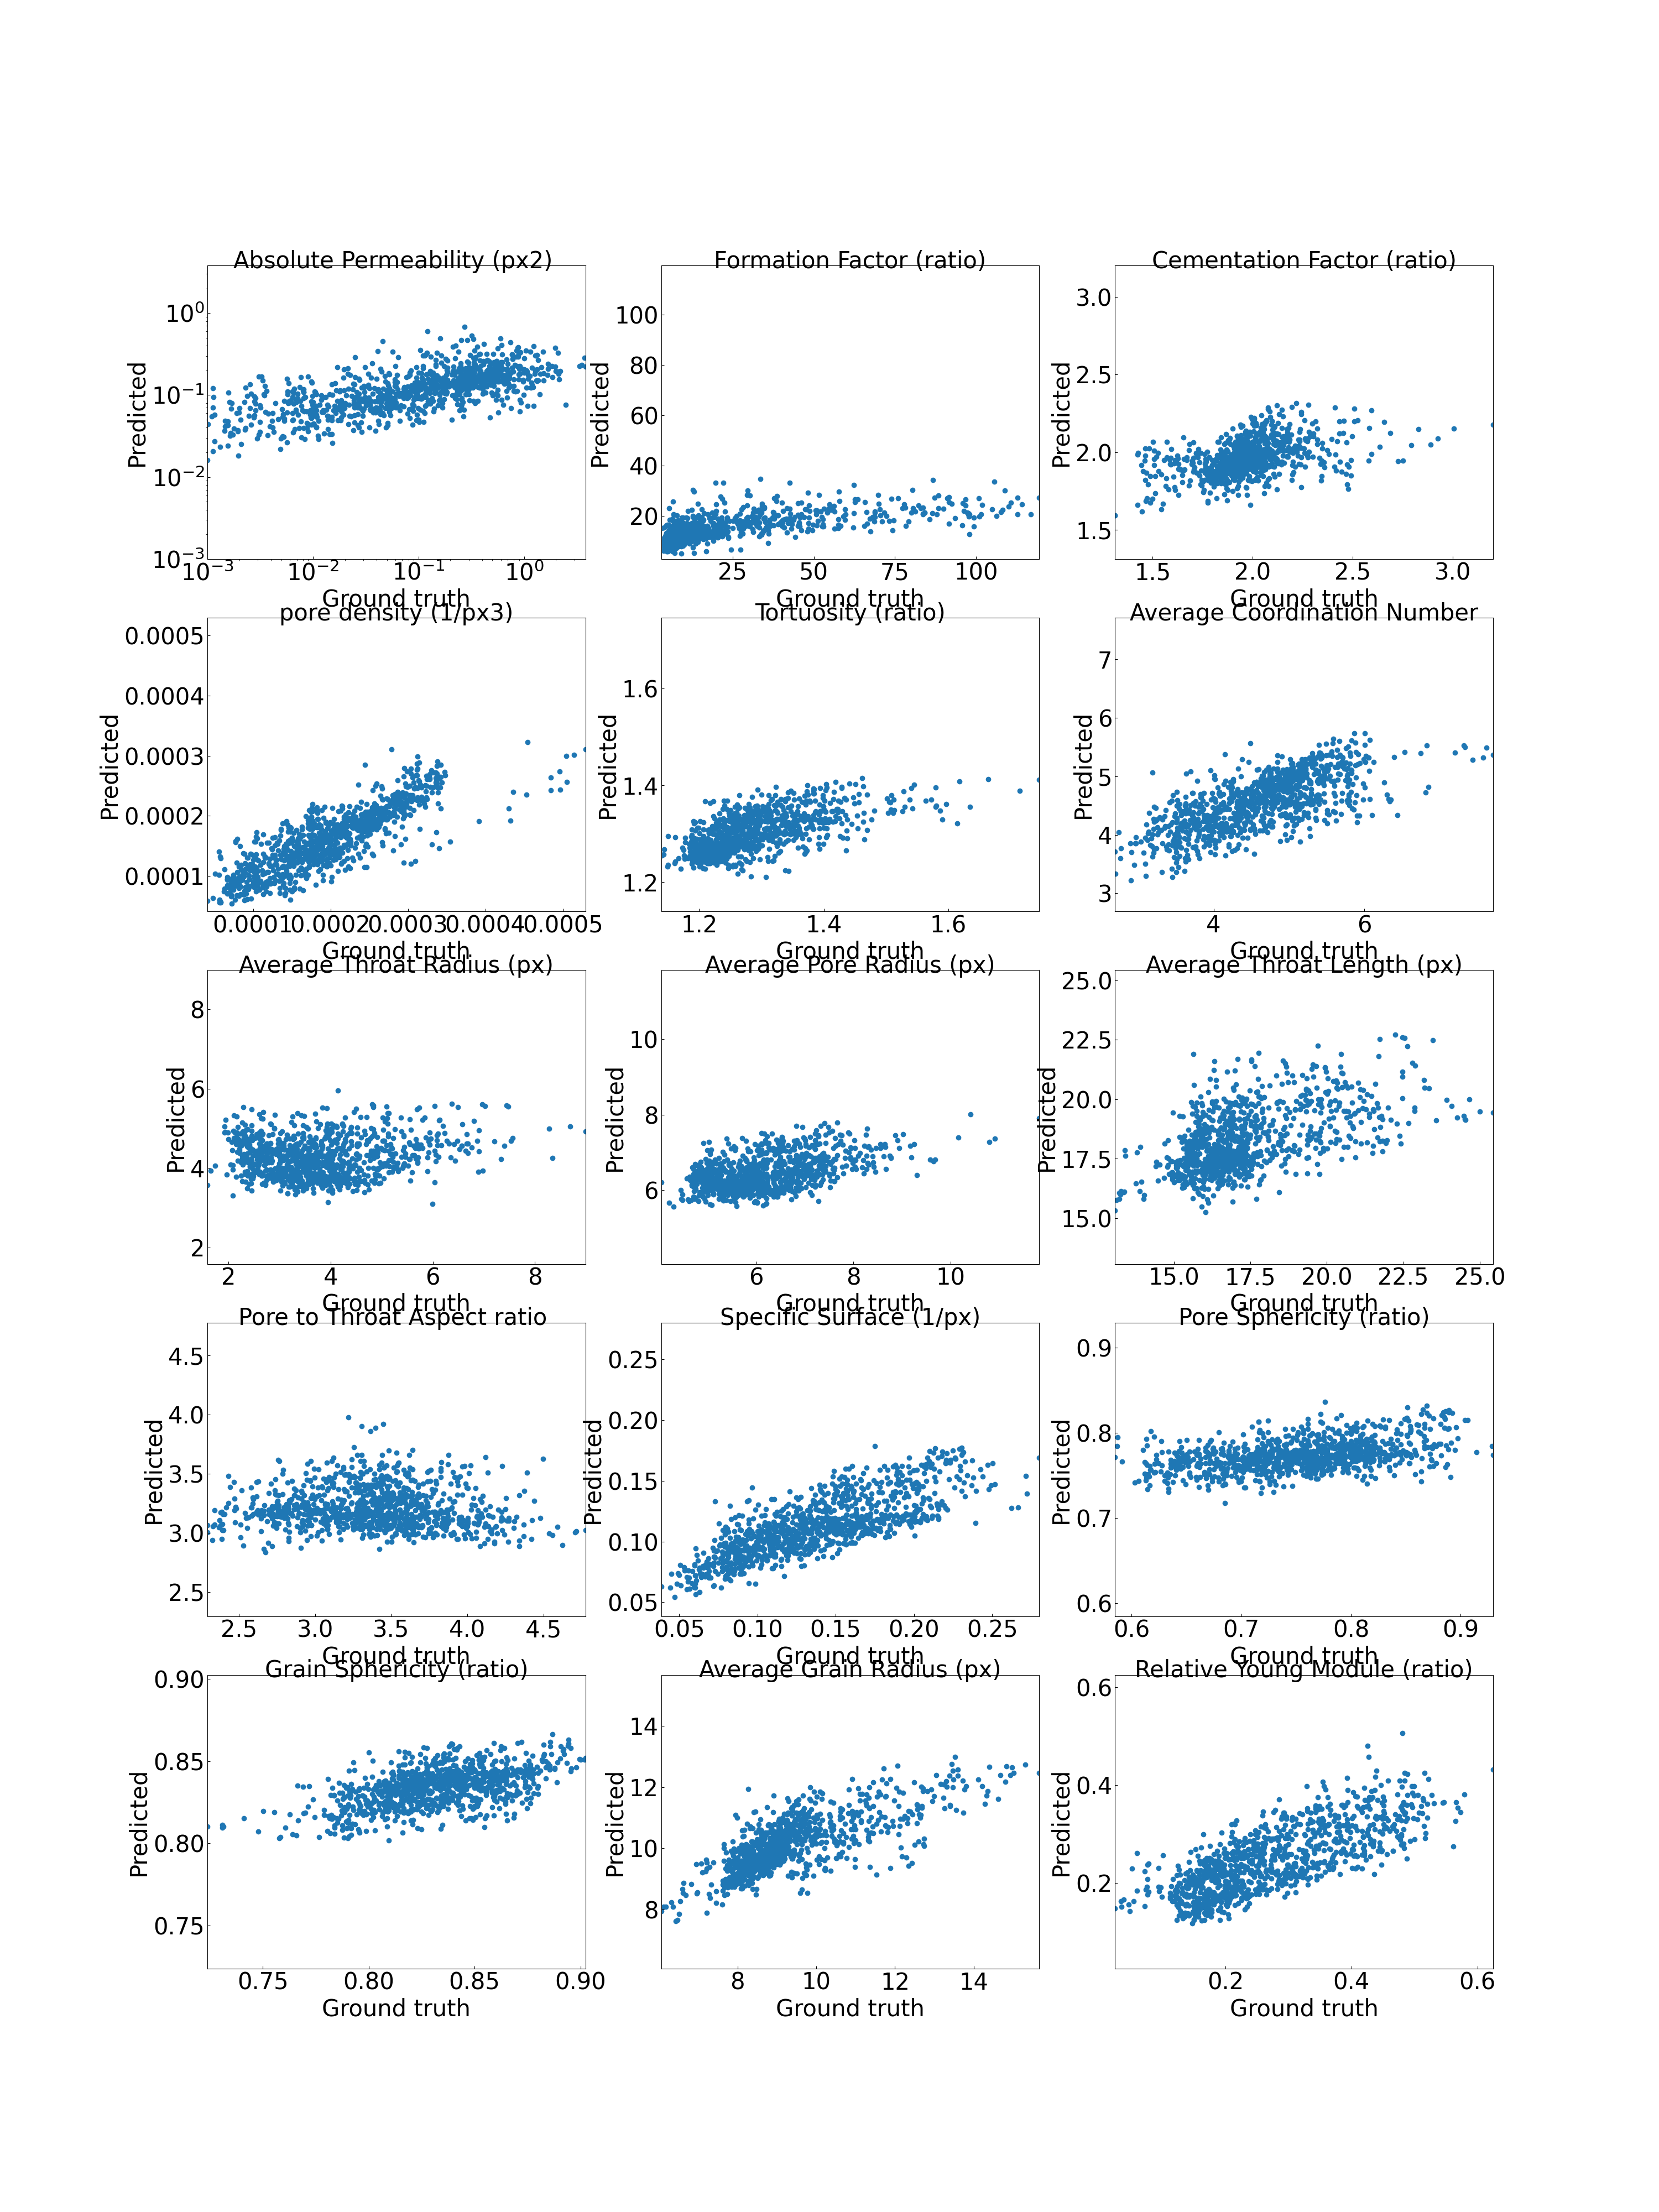 Absolute Permeability (px2)
Predicted
10^0
10^-1
10^-2
10^-3
10^-3 10^-2 10^-1 10^0
Ground truth
Formation Factor (ratio)
Predicted
100
80
60
40
20
25 50 75 100
Ground truth
Cementation Factor (ratio)
Predicted
3.0
2.5
2.0
1.5
1.5 2.0 2.5 3.0
Ground truth
pore density (1/px3)
Predicted
0.0005
0.0004
0.0003
0.0002
0.0001
0.0001 0.0002 0.0003 0.0004 0.0005
Ground truth
Tortuosity (ratio)
Predicted
1.6
1.4
1.2
1.2 1.4 1.6
Ground truth
Average Coordination Number
Predicted
7
6
5
4
3
4 6
Ground truth
Average Throat Radius (px)
Predicted
8
6
4
2
2 4 6 8
Ground truth
Average Pore Radius (px)
Predicted
10
8
6
6 8 10
Ground truth
Average Throat Length (px)
Predicted
25.0
22.5
20.0
17.5
15.0
15.0 17.5 20.0 22.5 25.0
Ground truth
Pore to Throat Aspect ratio
Predicted
4.5
4.0
3.5
3.0
2.5
2.5 3.0 3.5 4.0 4.5
Ground truth
Specific Surface (1/px)
Predicted
0.25
0.20
0.15
0.10
0.05
0.05 0.10 0.15 0.20 0.25
Ground truth
Pore Sphericity (ratio)
Predicted
0.9
0.8
0.7
0.6
0.6 0.7 0.8 0.9
Ground truth
Grain Sphericity (ratio)
Predicted
0.90
0.85
0.80
0.75
0.75 0.80 0.85 0.90
Ground truth
Average Grain Radius (px)
Predicted
14
12
10
8
8 10 12 14
Ground truth
Relative Young Module (ratio)
Predicted
0.6
0.4
0.2
0.2 0.4 0.6
Ground truth